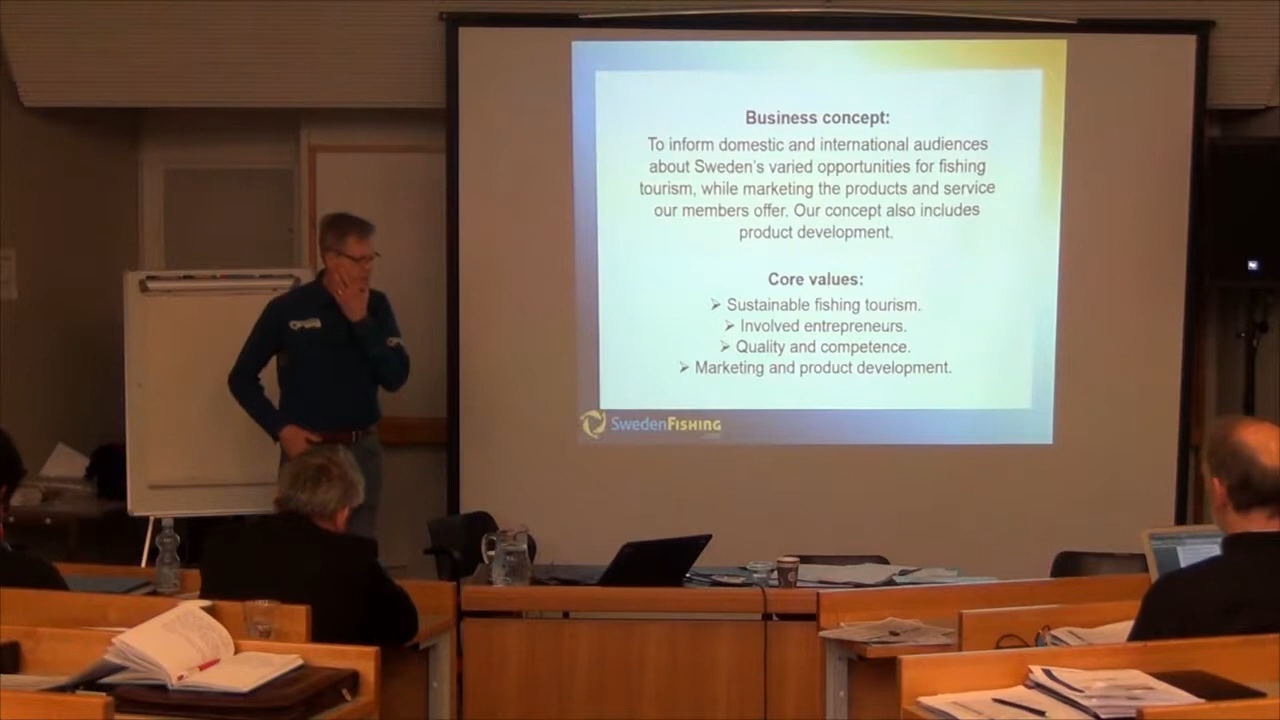 Business concept:
To inform domestic and international audiences
about Sweden's varied opportunities for fishing
tourism, while marketing the products and service
our members offer. Our concept also includes
product development.
Core values:
➢ Sustainable fishing tourism.
➢ Involved entrepreneurs.
➢ Quality and competence.
➢ Marketing and product development.
SwedenFishing